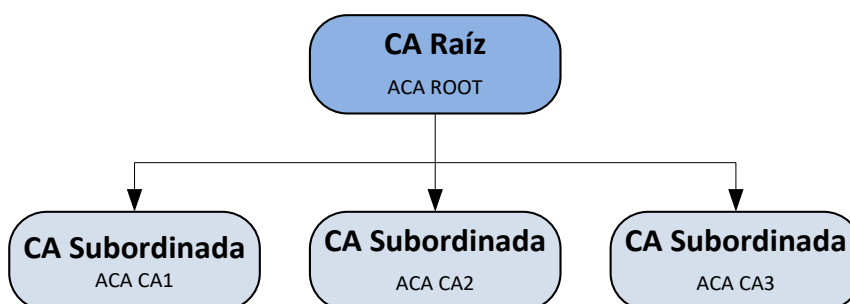 CA Raíz
ACA ROOT
CA Subordinada
ACA CA1
CA Subordinada
ACA CA2
CA Subordinada
ACA CA3